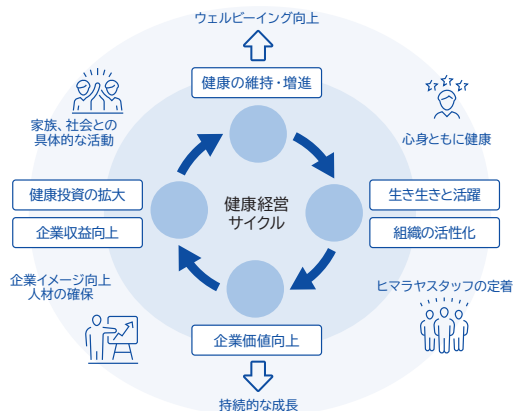 ウェルビーイング向上
健康の維持・増進
家族、社会との
具体的な活動
心身ともに健康
健康投資の拡大
企業収益向上
健康経営
サイクル
生き生きと活躍
組織の活性化
企業イメージ向上
人材の確保
ヒマラヤスタッフの定着
企業価値向上
持続的な成長